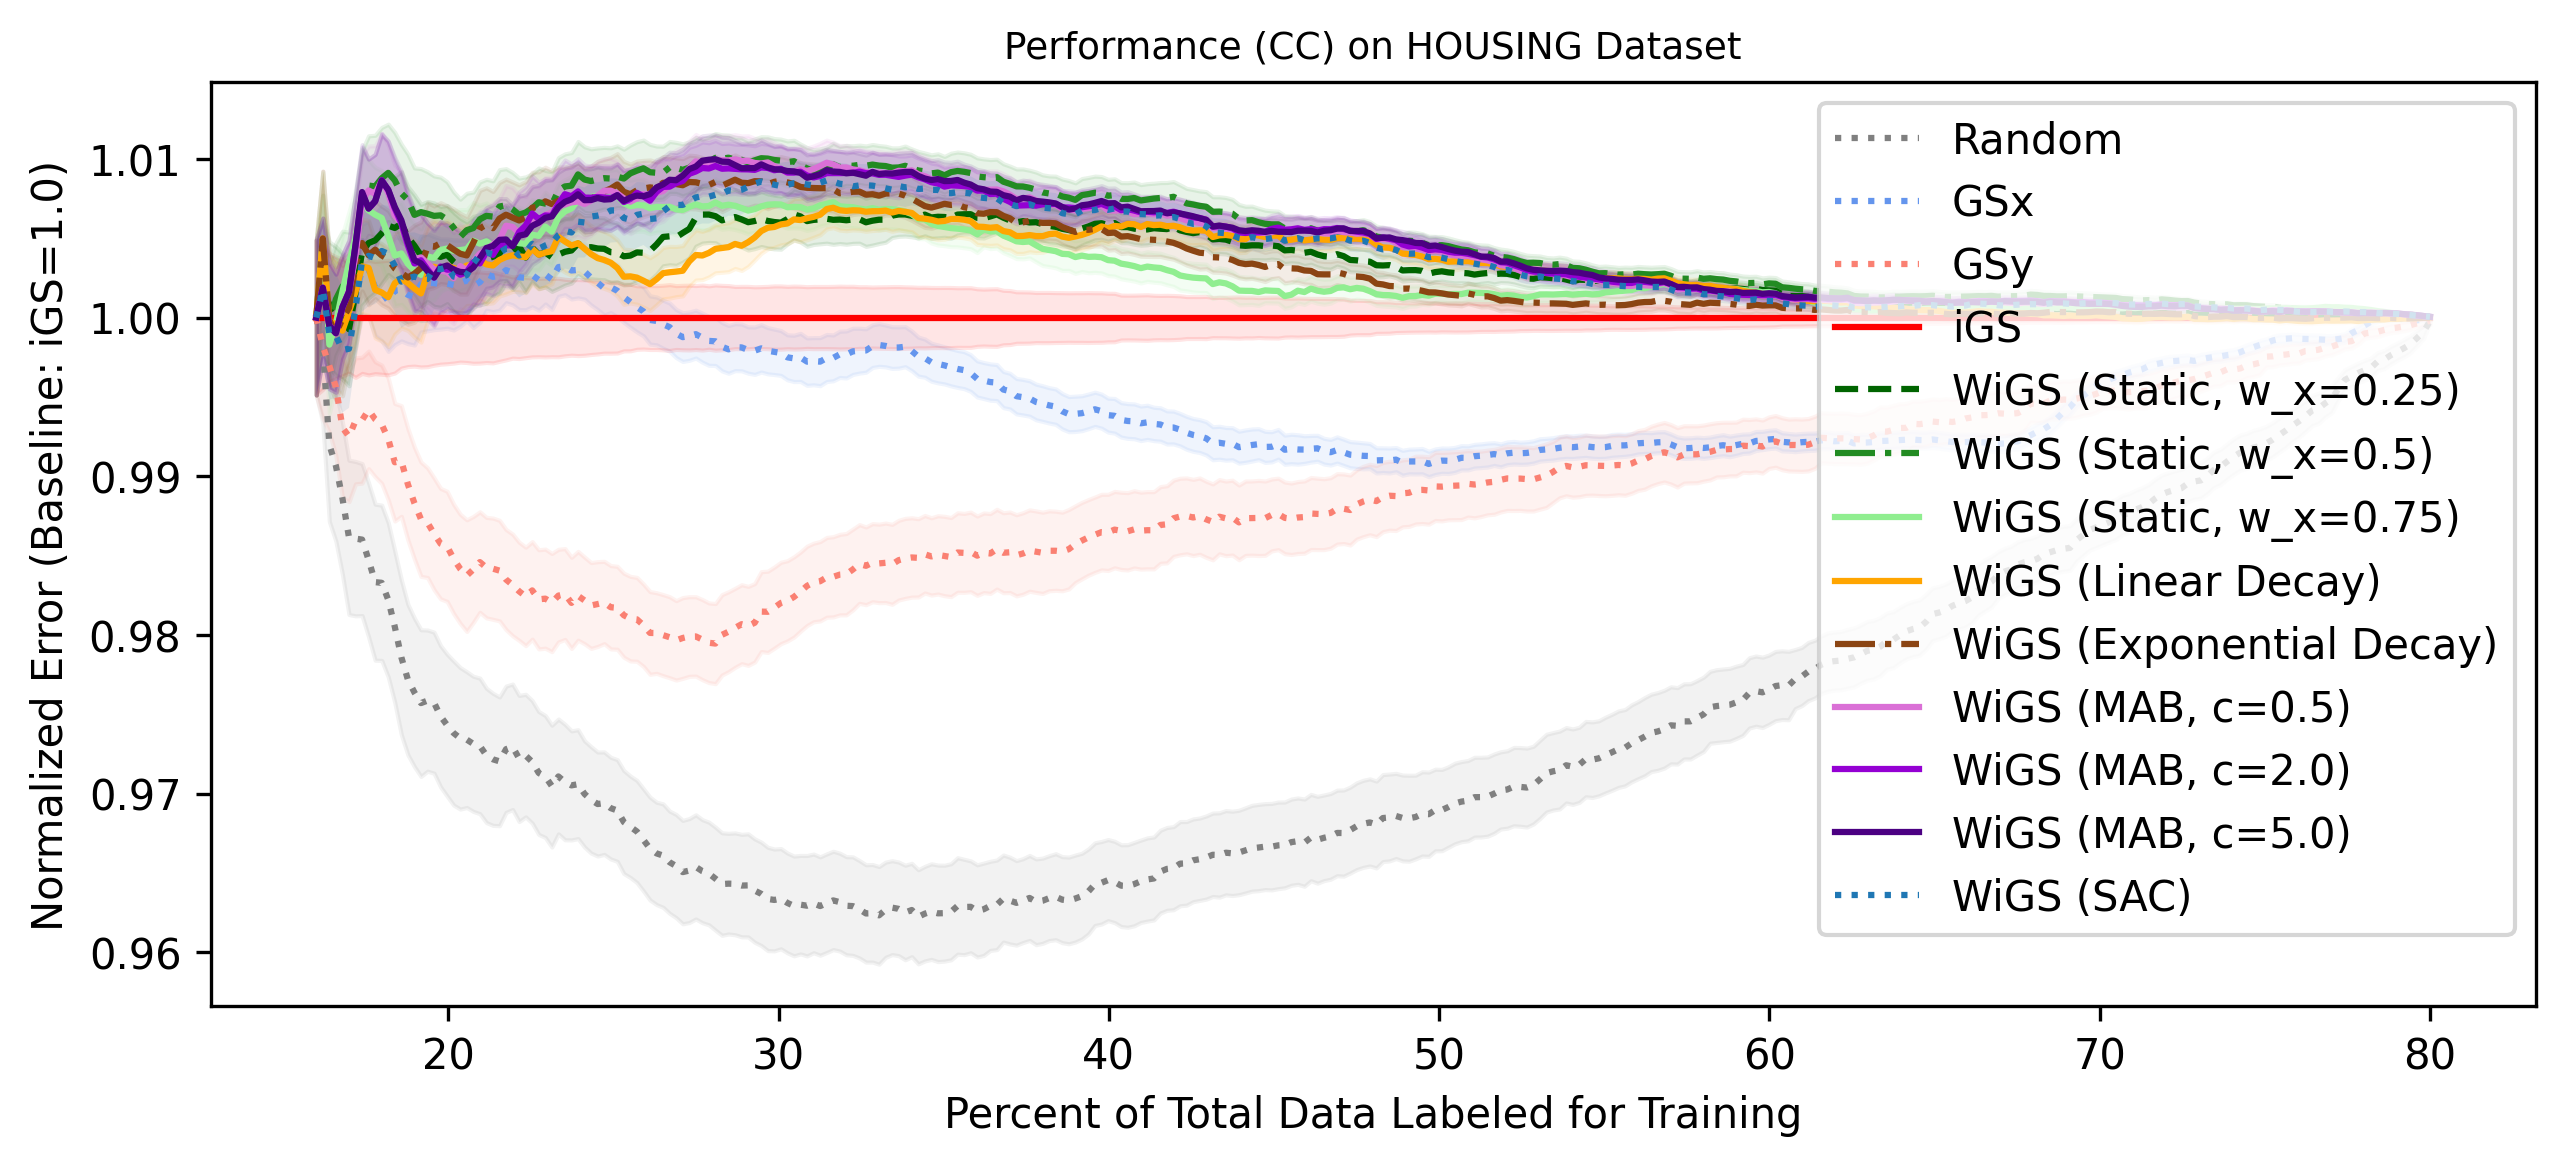 Performance (CC) on HOUSING Dataset
Normalized Error (Baseline: iGS=1.0)
1.01
1.00
0.99
0.98
0.97
0.96
20 30 40 50 60 70 80
Percent of Total Data Labeled for Training
Random
GSx
GSy
iGS
WiGS (Static, w_x=0.25)
WiGS (Static, w_x=0.5)
WiGS (Static, w_x=0.75)
WiGS (Linear Decay)
WiGS (Exponential Decay)
WiGS (MAB, c=0.5)
WiGS (MAB, c=2.0)
WiGS (MAB, c=5.0)
WiGS (SAC)